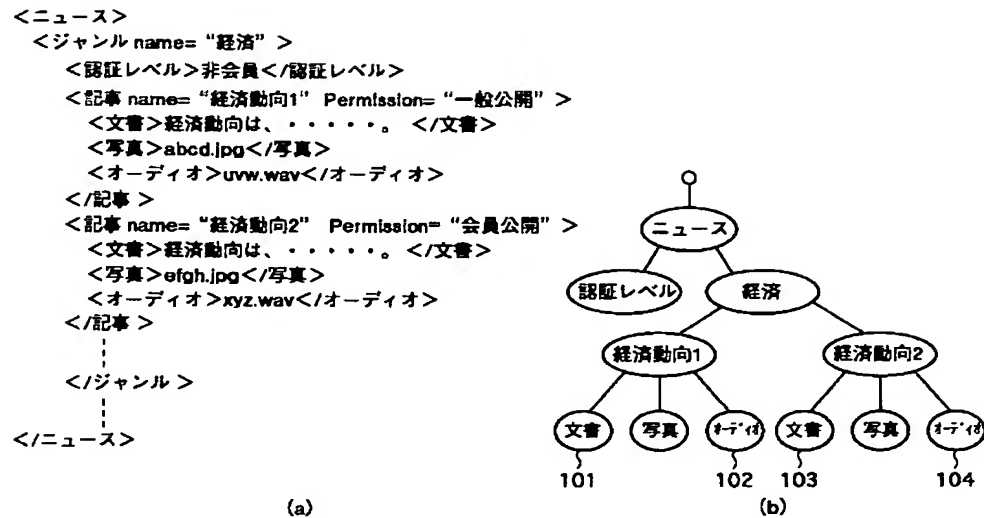 <ニュース>
<ジャンル name= “経済” >
<認証レベル>非会員</認証レベル>
<記事 name= “経済動向1” Permission= “一般公開” >
<文書>経済動向は、・・・・・。 </文書>
<写真>abcd.jpg</写真>
<オーディオ>uvw.wav</オーディオ>
</記事 >
<記事 name= “経済動向2” Permission= “会員公開” >
<文書>経済動向は、・・・・・。 </文書>
<写真>efgh.jpg</写真>
<オーディオ>xyz.wav</オーディオ>
</記事 >
</ジャンル >
</ニュース>
(a)
ニュース
認証レベル 経済
経済動向1 経済動向2
文書 写真 オーディオ 文書 写真 オーディオ
101 102 103 104
(b)